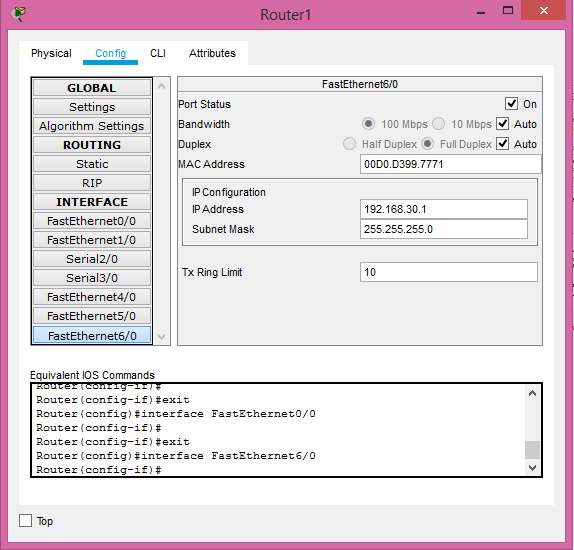 Router1
Physical Config CLI Attributes
GLOBAL
Settings
Algorithm Settings
ROUTING
Static
RIP
INTERFACE
FastEthernet0/0
FastEthernet1/0
Serial2/0
Serial3/0
FastEthernet4/0
FastEthernet5/0
FastEthernet6/0
FastEthernet6/0
Port Status On
Bandwidth 100 Mbps 10 Mbps Auto
Duplex Half Duplex Full Duplex Auto
MAC Address 00D0.D399.7771
IP Configuration
IP Address 192.168.30.1
Subnet Mask 255.255.255.0
Tx Ring Limit 10
Equivalent IOS Commands
Router(config-if)#
Router(config-if)#exit
Router(config)#interface FastEthernet0/0
Router(config-if)#
Router(config-if)#exit
Router(config)#interface FastEthernet6/0
Router(config-if)#
Top